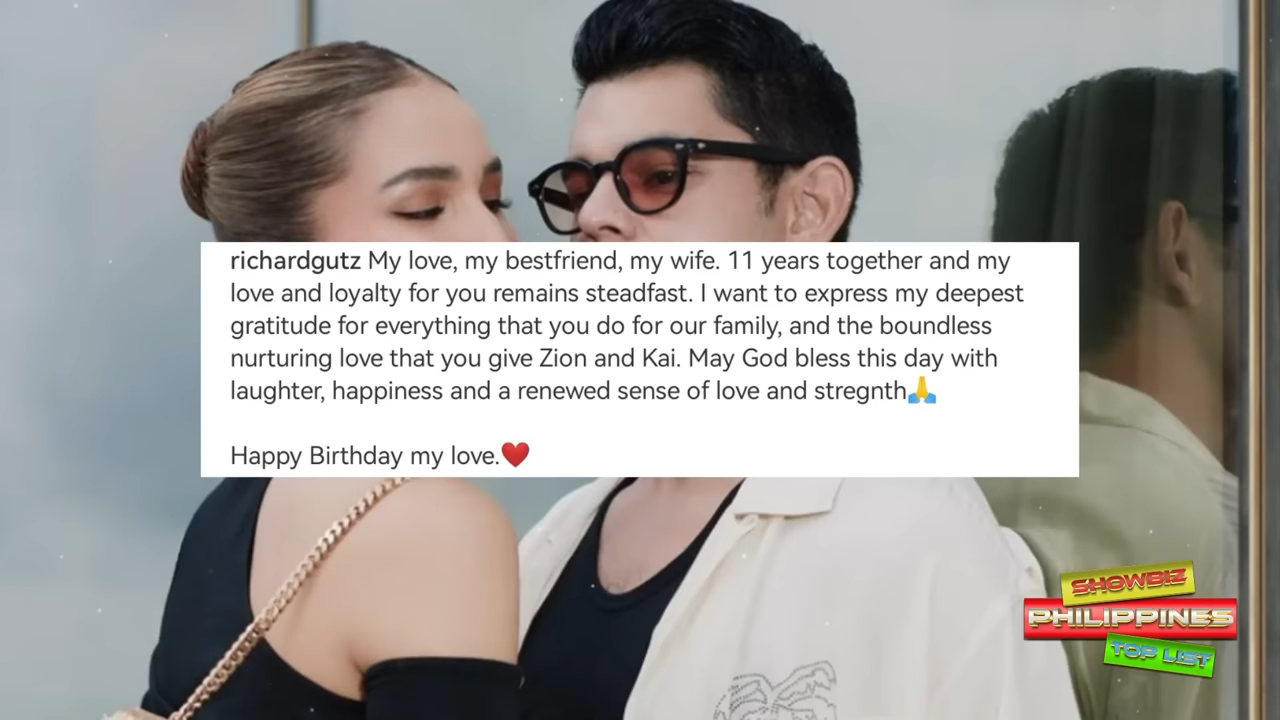 richardgutz My love, my bestfriend, my wife. 11 years together and my
love and loyalty for you remains steadfast. I want to express my deepest
gratitude for everything that you do for our family, and the boundless
nurturing love that you give Zion and Kai. May God bless this day with
laughter, happiness and a renewed sense of love and stregnth🙏
Happy Birthday my love.❤️
SHOWBIZ
PHILIPPINES
TOP LIST